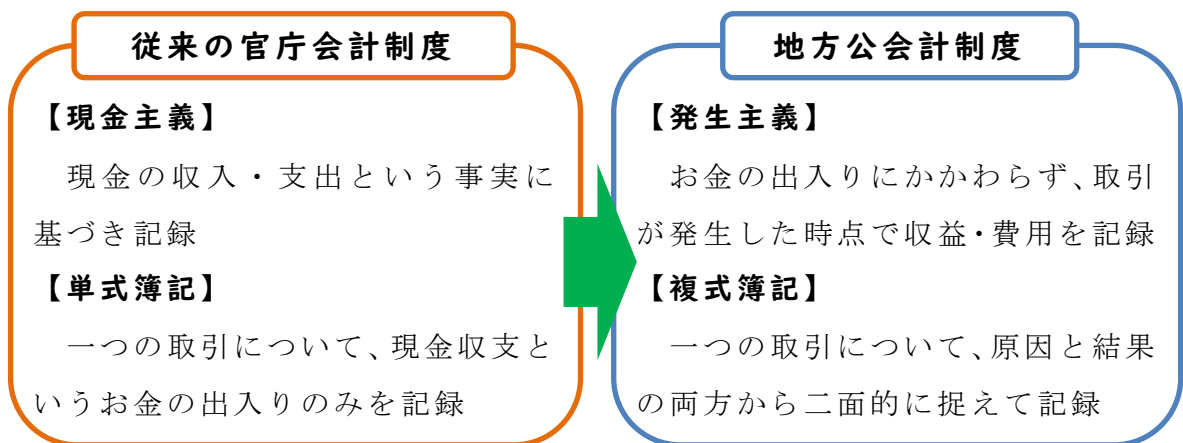 従来の官庁会計制度
【現金主義】
現金の収入・支出という事実に
基づき記録
【単式簿記】
一つの取引について、現金収支と
いうお金の出入りのみを記録
地方公会計制度
【発生主義】
お金の出入りにかかわらず、取引
が発生した時点で収益・費用を記録
【複式簿記】
一つの取引について、原因と結果
の両方から二面的に捉えて記録